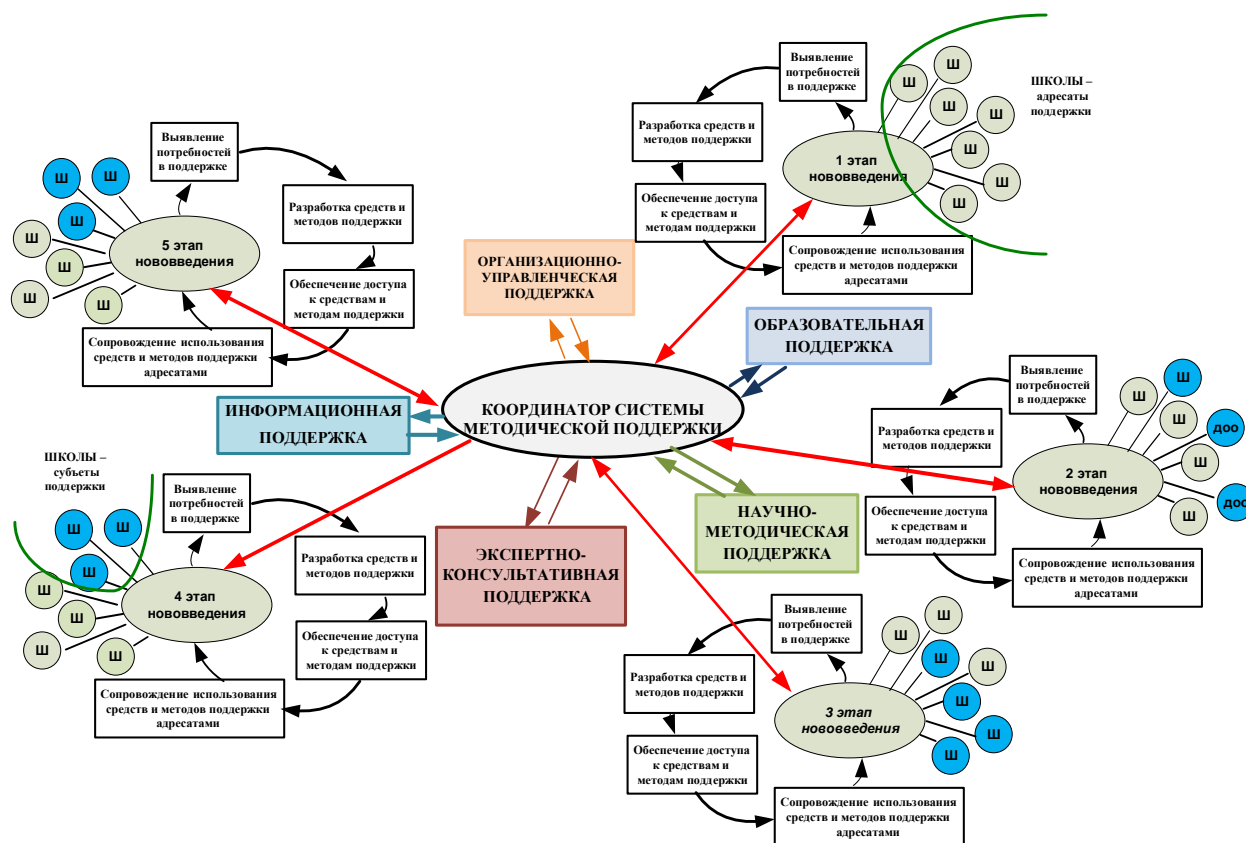 Выявление
потребностей
в поддержке
Разработка средств и
методов поддержки
Обеспечение доступа
к средствам и
методам поддержки
Сопровождение использования
средств и методов поддержки
адресатами
1 этап
нововведения
Ш
Ш
Ш
Ш
Ш
Ш
Ш
ШКОЛЫ –
адресаты
поддержки
Выявление
потребностей
в поддержке
Разработка средств и
методов поддержки
Обеспечение доступа
к средствам и
методам поддержки
Сопровождение использования
средств и методов поддержки
адресатами
5 этап
нововведения
Ш
Ш
Ш
Ш
Ш
Ш
Ш
ОРГАНИЗАЦИОННО-
УПРАВЛЕНЧЕСКАЯ
ПОДДЕРЖКА
ОБРАЗОВАТЕЛЬНАЯ
ПОДДЕРЖКА
ИНФОРМАЦИОННАЯ
ПОДДЕРЖКА
КООРДИНАТОР СИСТЕМЫ
МЕТОДИЧЕСКОЙ ПОДДЕРЖКИ
ЭКСПЕРТНО-
КОНСУЛЬТАТИВНАЯ
ПОДДЕРЖКА
НАУЧНО-
МЕТОДИЧЕСКАЯ
ПОДДЕРЖКА
Выявление
потребностей
в поддержке
Разработка средств и
методов поддержки
Обеспечение доступа
к средствам и
методам поддержки
Сопровождение использования
средств и методов поддержки
адресатами
2 этап
нововведения
Ш
Ш
Ш
доо
Ш
доо
Ш
ШКОЛЫ –
субъеты
поддержки
Выявление
потребностей
в поддержке
Разработка средств и
методов поддержки
Обеспечение доступа
к средствам и
методам поддержки
Сопровождение использования
средств и методов поддержки
адресатами
4 этап
нововведения
Ш
Ш
Ш
Ш
Ш
Ш
Ш
Выявление
потребностей
в поддержке
Разработка средств и
методов поддержки
Обеспечение доступа
к средствам и
методам поддержки
Сопровождение использования
средств и методов поддержки
адресатами
3 этап
нововведения
Ш
Ш
Ш
Ш
Ш
Ш
Ш